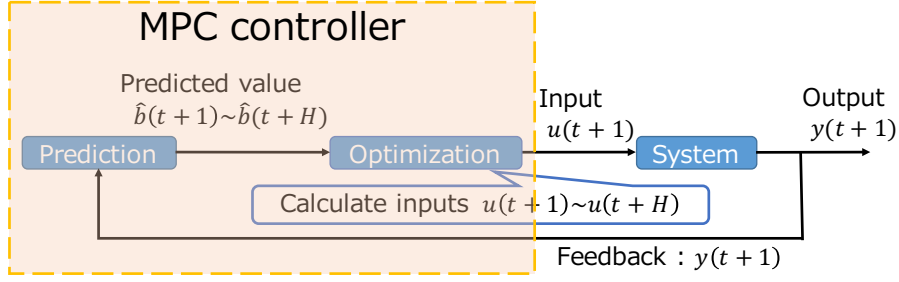 MPC controller
Predicted value
b̂(t + 1)~b̂(t + H)
Input
u(t + 1)
Output
y(t + 1)
Prediction
Optimization
System
Calculate inputs u(t + 1)~u(t + H)
Feedback : y(t + 1)